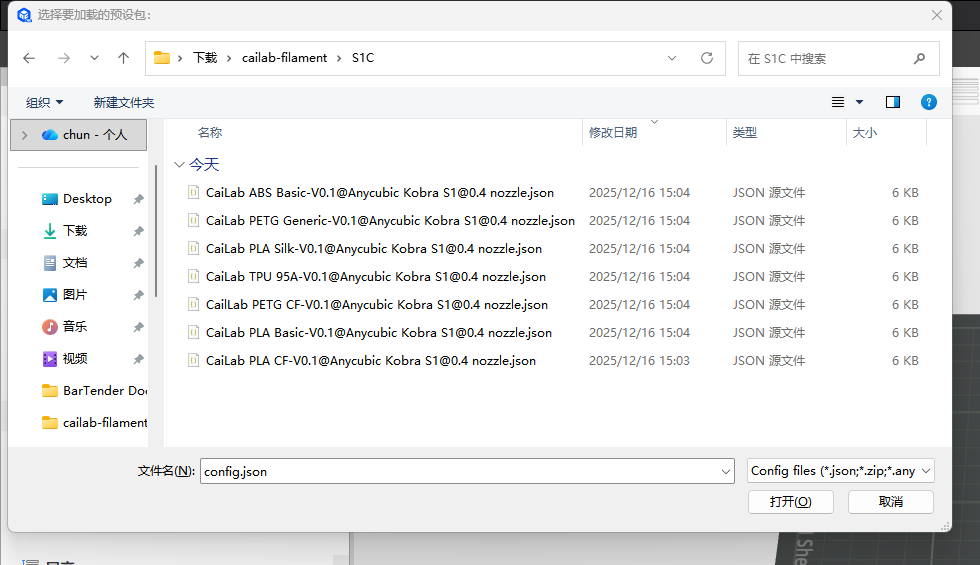 选择要加载的预设包:
下载 cailab-filament S1C
在 S1C 中搜索
组织 新建文件夹
chun - 个人
名称 修改日期 类型 大小
今天
Desktop
下载
文档
图片
音乐
视频
BarTender Doc
cailab-filament
CaiLab ABS Basic-V0.1@Anycubic Kobra S1@0.4 nozzle.json 2025/12/16 15:04 JSON 源文件 6 KB
CaiLab PETG Generic-V0.1@Anycubic Kobra S1@0.4 nozzle.json 2025/12/16 15:04 JSON 源文件 6 KB
CaiLab PLA Silk-V0.1@Anycubic Kobra S1@0.4 nozzle.json 2025/12/16 15:04 JSON 源文件 6 KB
CaiLab TPU 95A-V0.1@Anycubic Kobra S1@0.4 nozzle.json 2025/12/16 15:04 JSON 源文件 6 KB
CailLab PETG CF-V0.1@Anycubic Kobra S1@0.4 nozzle.json 2025/12/16 15:04 JSON 源文件 6 KB
CaiLab PLA Basic-V0.1@Anycubic Kobra S1@0.4 nozzle.json 2025/12/16 15:04 JSON 源文件 6 KB
CaiLab PLA CF-V0.1@Anycubic Kobra S1@0.4 nozzle.json 2025/12/16 15:03 JSON 源文件 6 KB
文件名(N): config.json Config files (*.json;*.zip;*.any
打开(O) 取消
She